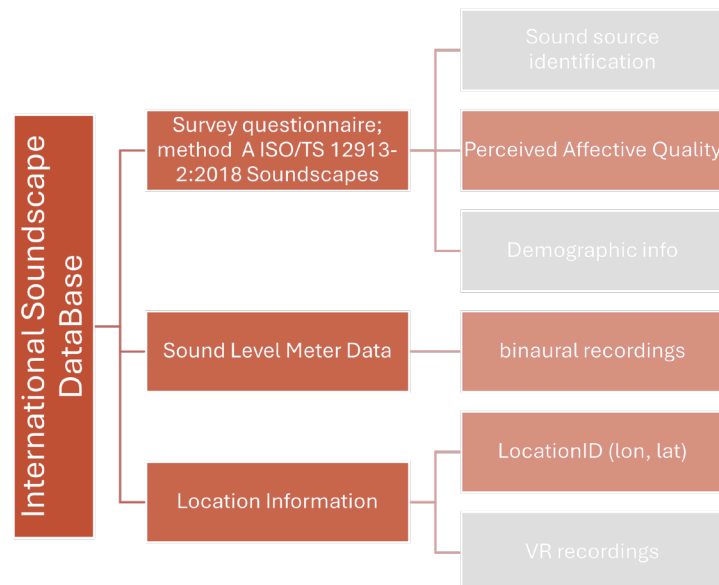 International Soundscape
DataBase
Survey questionnaire;
method A ISO/TS 12913-
2:2018 Soundscapes
Sound source
identification
Perceived Affective Quality
Demographic info
Sound Level Meter Data
binaural recordings
Location Information
LocationID (lon, lat)
VR recordings